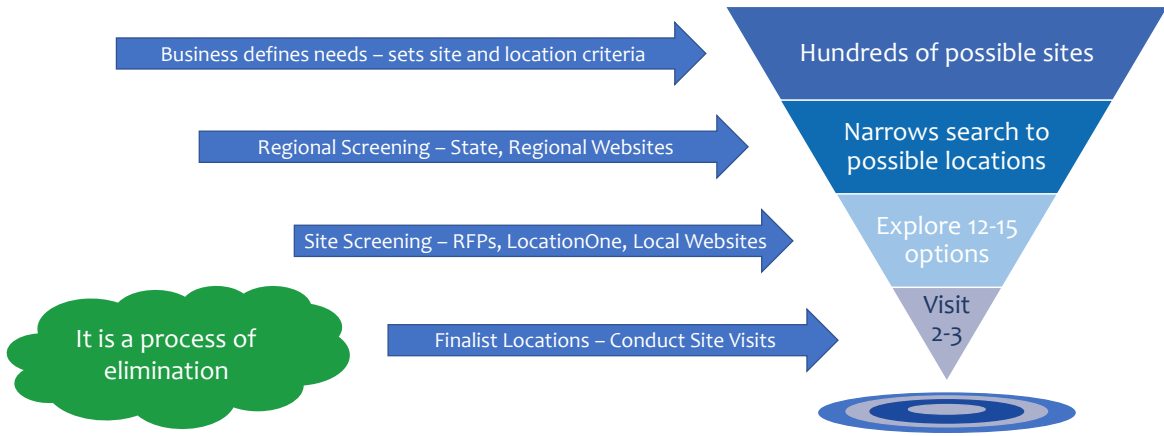 Business defines needs – sets site and location criteria
Hundreds of possible sites
Regional Screening – State, Regional Websites
Narrows search to
possible locations
Site Screening – RFPs, LocationOne, Local Websites
Explore 12-15
options
It is a process of
elimination
Finalist Locations – Conduct Site Visits
Visit
2-3